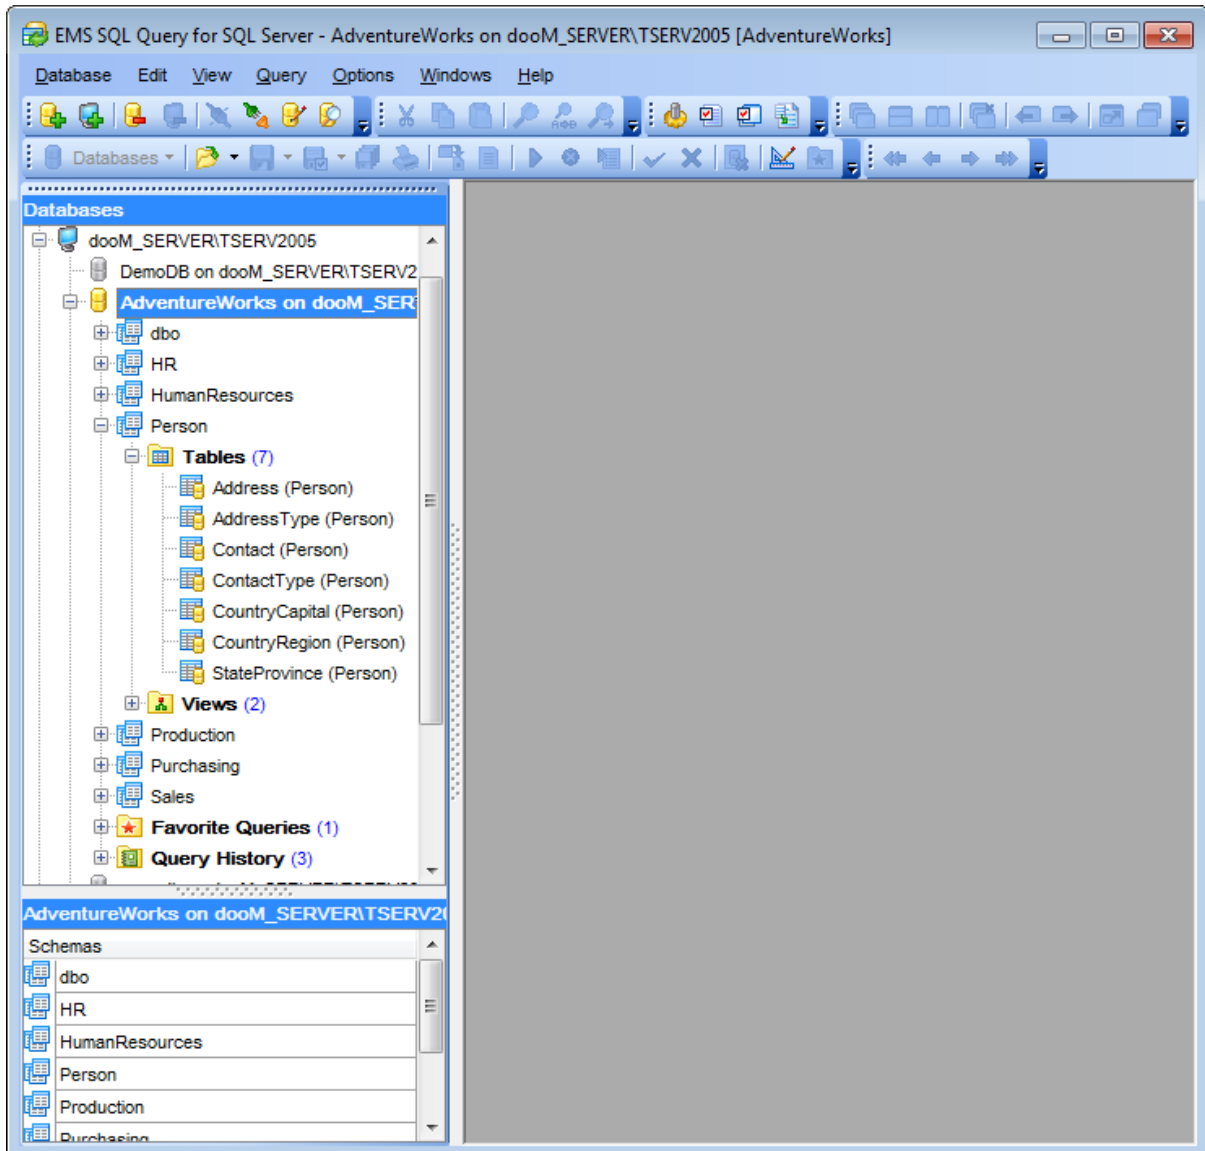 EMS SQL Query for SQL Server - AdventureWorks on dooM_SERVER\TSERV2005 [AdventureWorks]
Database Edit View Query Options Windows Help
Databases
Databases
dooM_SERVER\TSERV2005
DemoDB on dooM_SERVER\TSERV2
AdventureWorks on dooM_SER
dbo
HR
HumanResources
Person
Tables (7)
Address (Person)
AddressType (Person)
Contact (Person)
ContactType (Person)
CountryCapital (Person)
CountryRegion (Person)
StateProvince (Person)
Views (2)
Production
Purchasing
Sales
Favorite Queries (1)
Query History (3)
AdventureWorks on dooM_SERVER\TSERV20
Schemas
dbo
HR
HumanResources
Person
Production
Purchasing